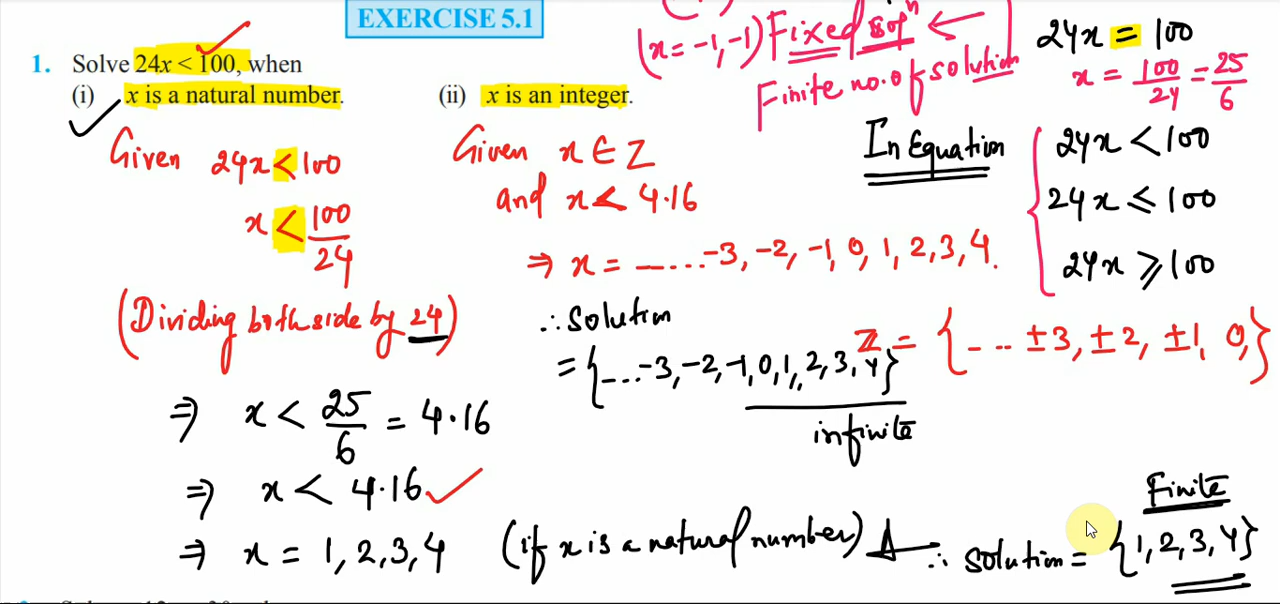 EXERCISE 5.1
1. Solve 24x < 100, when
(i) x is a natural number. (ii) x is an integer.
Given 24x < 100
x < 100/24
(Dividing both side by 24)
⇒ x < 25/6 = 4.16
⇒ x < 4.16 ✓
⇒ x = 1, 2, 3, 4 (if x is a natural number)
∴ Solution = {1, 2, 3, 4}
Finite
Given x ∈ Z
and x < 4.16
⇒ x = ...... -3, -2, -1, 0, 1, 2, 3, 4.
∴ Solution
= {... -3, -2, -1, 0, 1, 2, 3, 4}
infinite
Z = {... ±3, ±2, ±1, 0,}
(x = -1, -1) Fixed solⁿ
Finite no. of solution
24x = 100
x = 100/24 = 25/6
In Equation
24x < 100
24x ≤ 100
24x ≥ 100